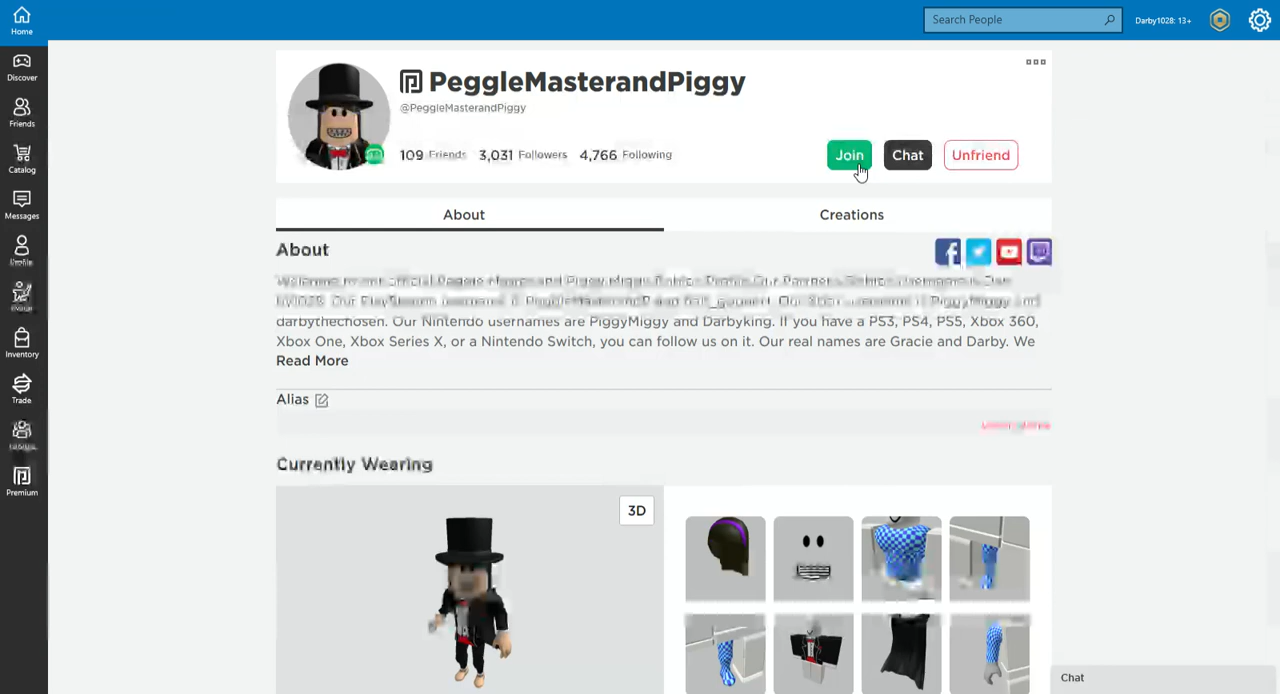 Home
Search People
Darby1028: 13+
Discover
Friends
Catalog
Messages
Profile
Inventory
Trade
Premium
PeggleMasterandPiggy
@PeggleMasterandPiggy
109 Friends 3,031 Followers 4,766 Following
Join Chat Unfriend
About Creations
About
darbythechosen. Our Nintendo usernames are PiggyMiggy and Darbyking. If you have a PS3, PS4, PS5, Xbox 360,
Xbox One, Xbox Series X, or a Nintendo Switch, you can follow us on it. Our real names are Gracie and Darby. We
Read More
Alias
Currently Wearing
3D
Chat